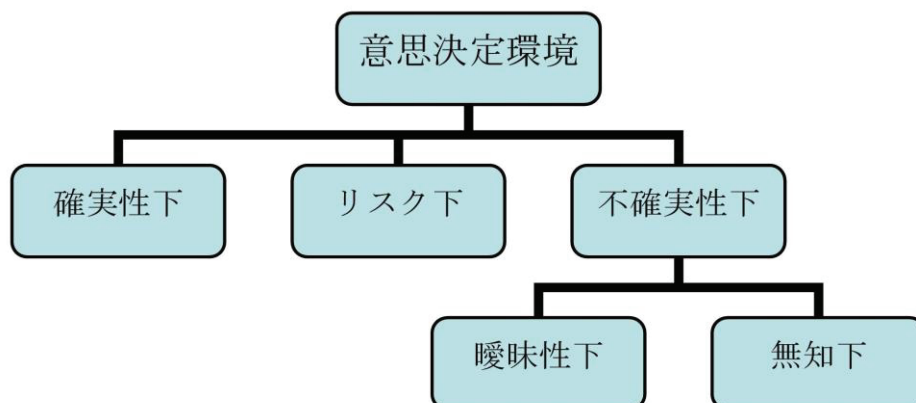 意思決定環境
確実性下
リスク下
不確実性下
曖昧性下
無知下